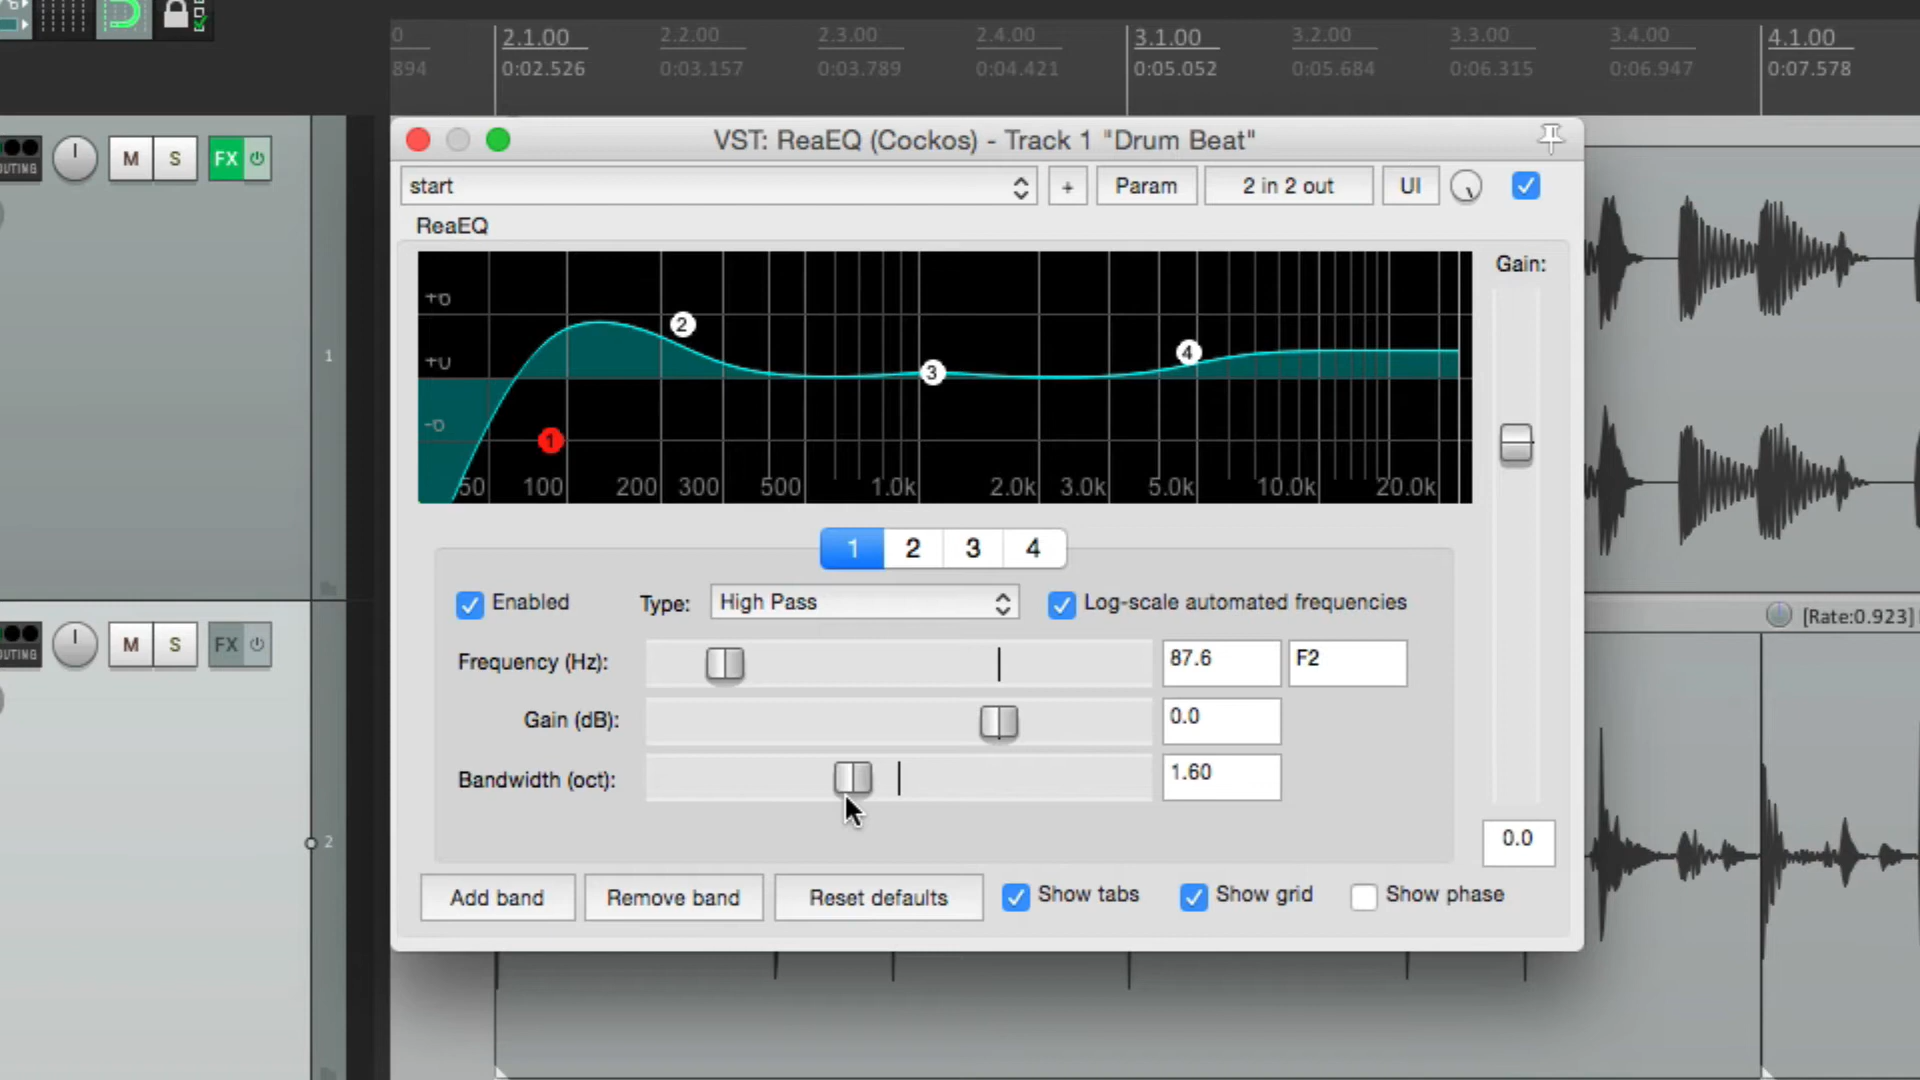 2.1.00 2.2.00 2.3.00 2.4.00 3.1.00 3.2.00 3.3.00 3.4.00 4.1.00
894 0:02.526 0:03.157 0:03.789 0:04.421 0:05.052 0:05.684 0:06.315 0:06.947 0:07.578
VST: ReaEQ (Cockos) - Track 1 "Drum Beat"
M S FX
start + Param 2 in 2 out UI
ReaEQ
Gain:
2
1 3 4
1
50 100 200 300 500 1.0k 2.0k 3.0k 5.0k 10.0k 20.0k
1 2 3 4
Enabled Type: High Pass Log-scale automated frequencies
[Rate:0.923]
M S FX
Frequency (Hz): 87.6 F2
Gain (dB): 0.0
Bandwidth (oct): 1.60
2
0.0
Add band Remove band Reset defaults Show tabs Show grid Show phase